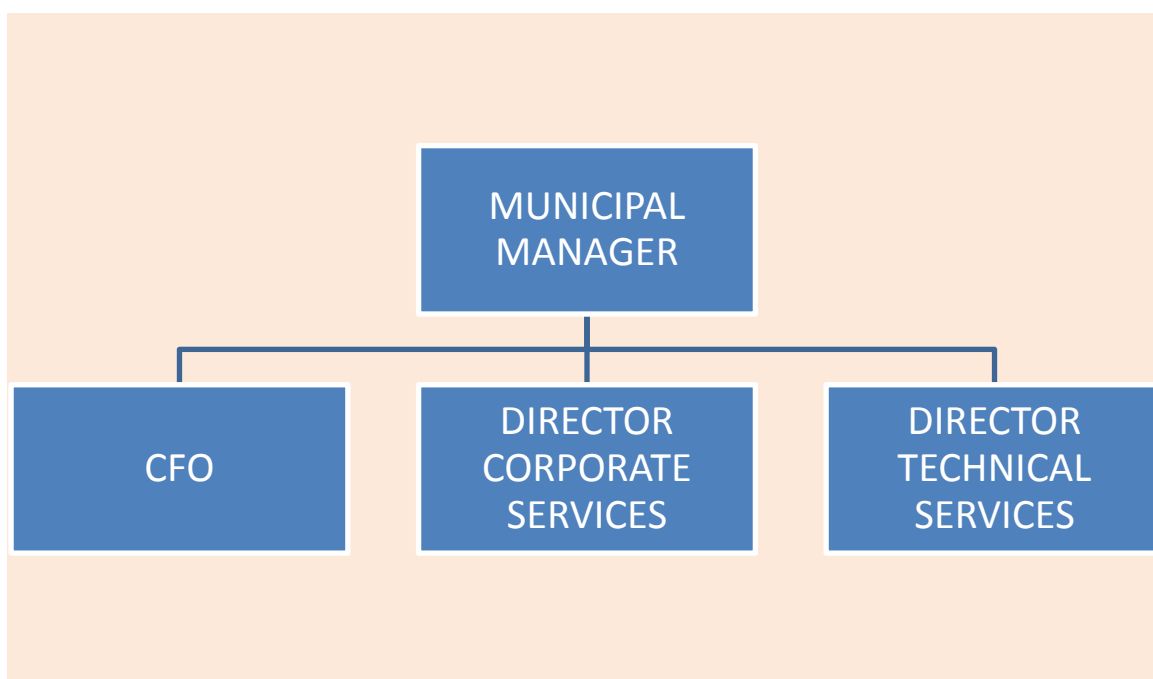 MUNICIPAL
MANAGER
CFO
DIRECTOR
CORPORATE
SERVICES
DIRECTOR
TECHNICAL
SERVICES